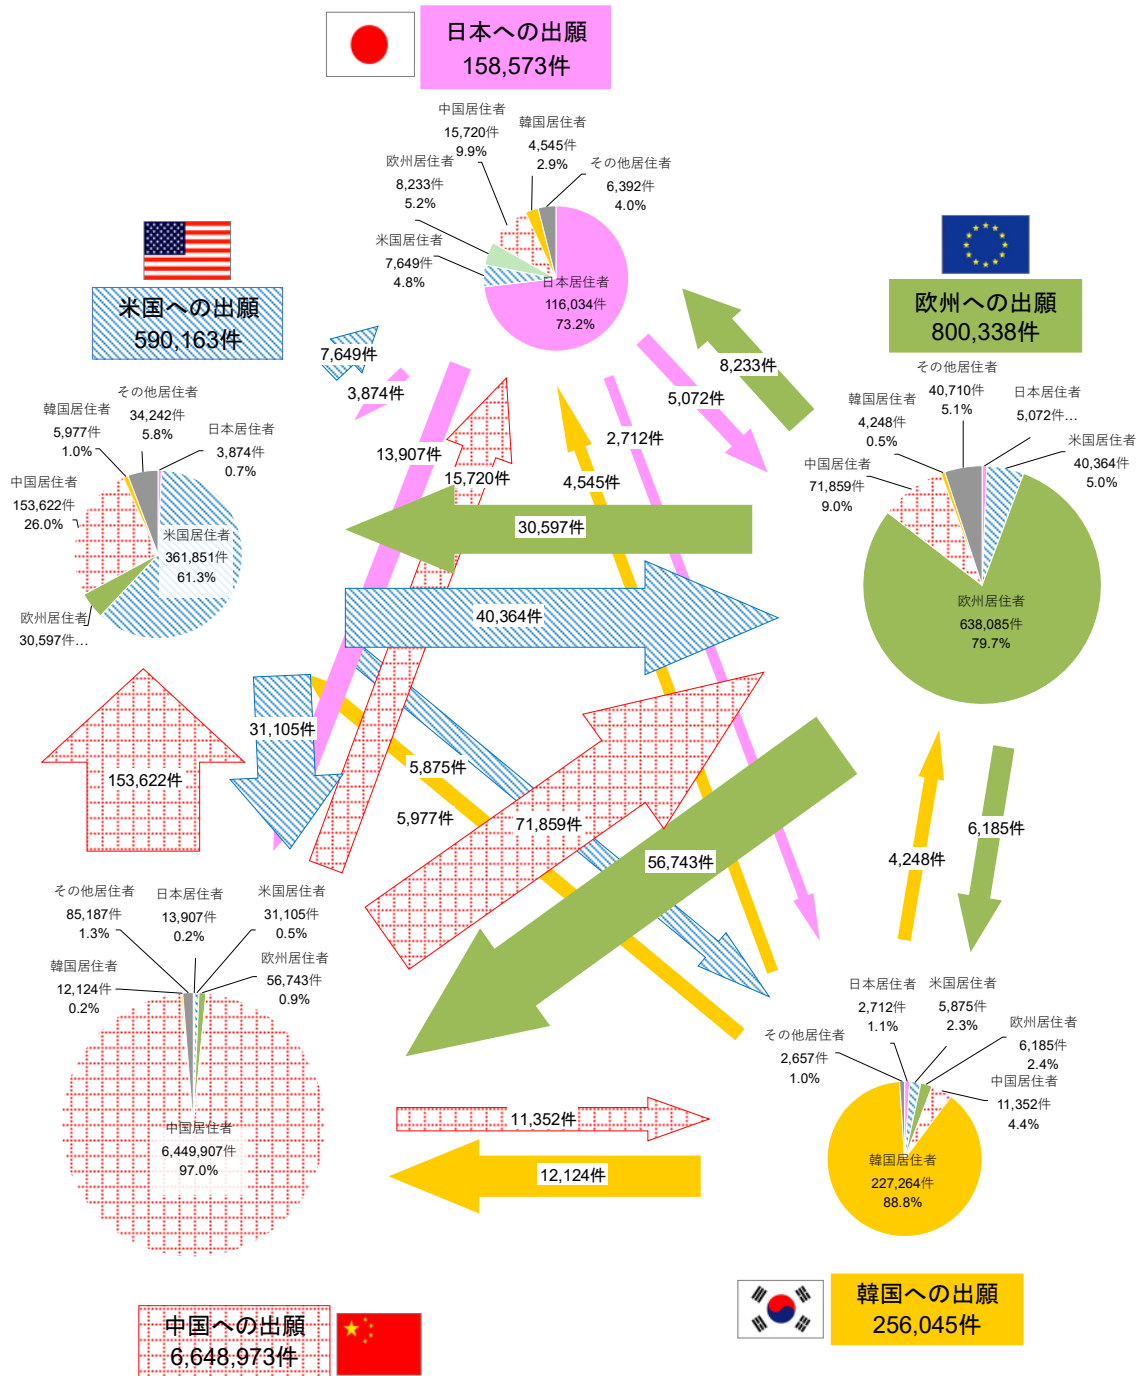 日本への出願
158,573件
中国居住者
15,720件
9.9%
韓国居住者
4,545件
2.9%
その他居住者
6,392件
4.0%
欧州居住者
8,233件
5.2%
米国居住者
7,649件
4.8%
日本居住者
116,034件
73.2%
米国への出願
590,163件
欧州への出願
800,338件
その他居住者
34,242件
5.8%
韓国居住者
5,977件
1.0%
日本居住者
3,874件
0.7%
中国居住者
153,622件
26.0%
米国居住者
361,851件
61.3%
欧州居住者
30,597件…
その他居住者
40,710件
5.1%
日本居住者
5,072件…
韓国居住者
4,248件
0.5%
米国居住者
40,364件
5.0%
中国居住者
71,859件
9.0%
欧州居住者
638,085件
79.7%
7,649件
3,874件
13,907件
15,720件
4,545件
2,712件
5,072件
8,233件
30,597件
40,364件
31,105件
153,622件
5,875件
5,977件
71,859件
56,743件
4,248件
6,185件
11,352件
12,124件
その他居住者
85,187件
1.3%
日本居住者
13,907件
0.2%
米国居住者
31,105件
0.5%
韓国居住者
12,124件
0.2%
欧州居住者
56,743件
0.9%
中国居住者
6,449,907件
97.0%
日本居住者
2,712件
1.1%
米国居住者
5,875件
2.3%
欧州居住者
6,185件
2.4%
その他居住者
2,657件
1.0%
中国居住者
11,352件
4.4%
韓国居住者
227,264件
88.8%
中国への出願
6,648,973件
韓国への出願
256,045件